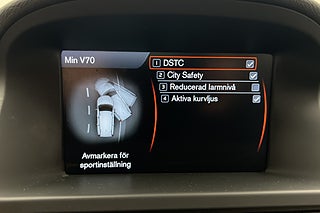 Min V70
1 DSTC
2 City Safety
3 Reducerad larmnivå
4 Aktiva kurvljus
Avmarkera för
sportinställning